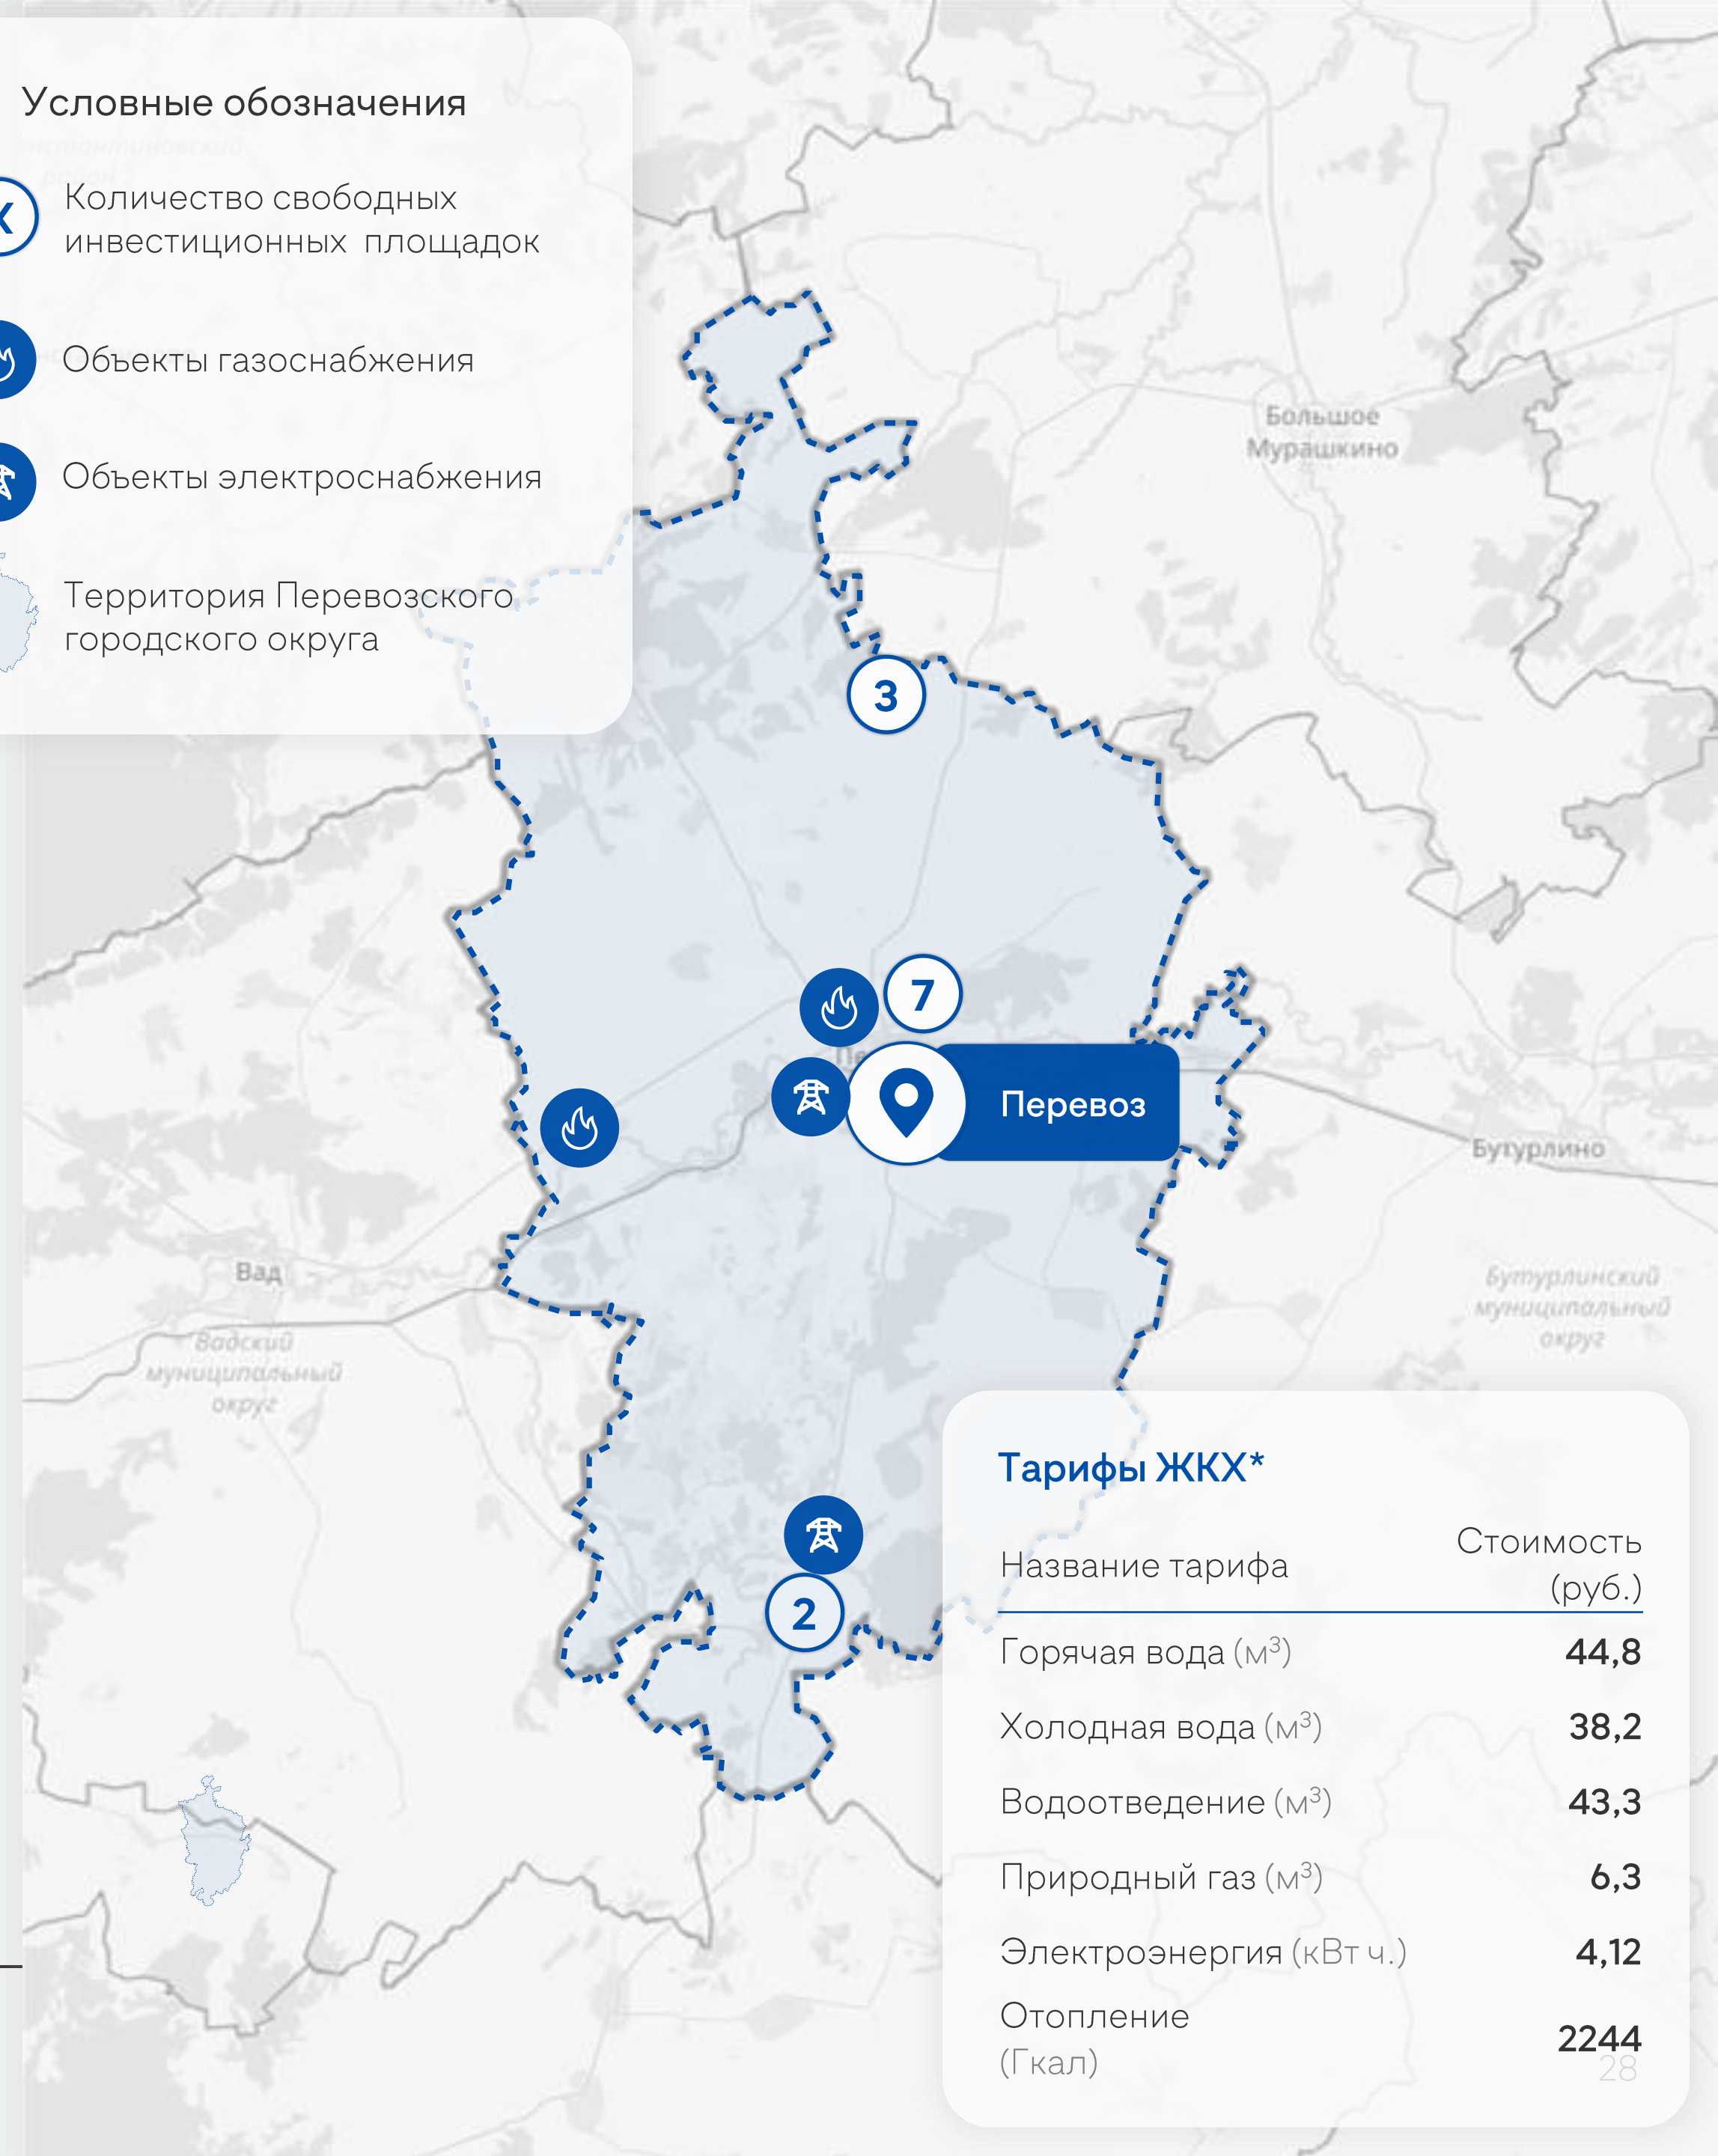 Условные обозначения
X
Количество свободных
инвестиционных площадок
Объекты газоснабжения
Объекты электроснабжения
Территория Перевозского
городского округа
Большое
Мурашкино
3
7
Перевоз
Бутурлино
Вад
Вадский
муниципальный
округ
Бутурлинский
муниципальный
округ
2
Тарифы ЖКХ*
Название тарифа
Стоимость
(руб.)
Горячая вода (м³) 44,8
Холодная вода (м³) 38,2
Водоотведение (м³) 43,3
Природный газ (м³) 6,3
Электроэнергия (кВт ч.) 4,12
Отопление
(Гкал) 2244
28